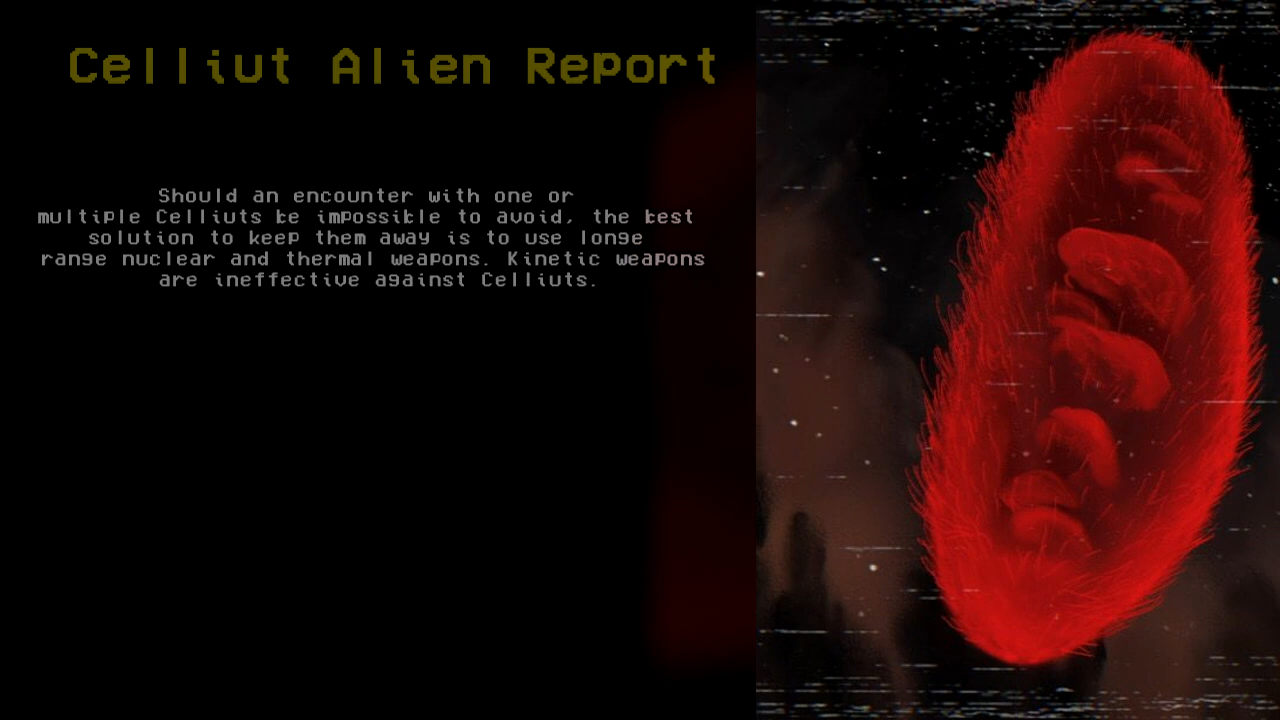 Celliut Alien Report
Should an encounter with one or
multiple Celliuts be impossible to avoid, the best
solution to keep them away is to use longe
range nuclear and thermal weapons. Kinetic weapons
are ineffective against Celliuts.